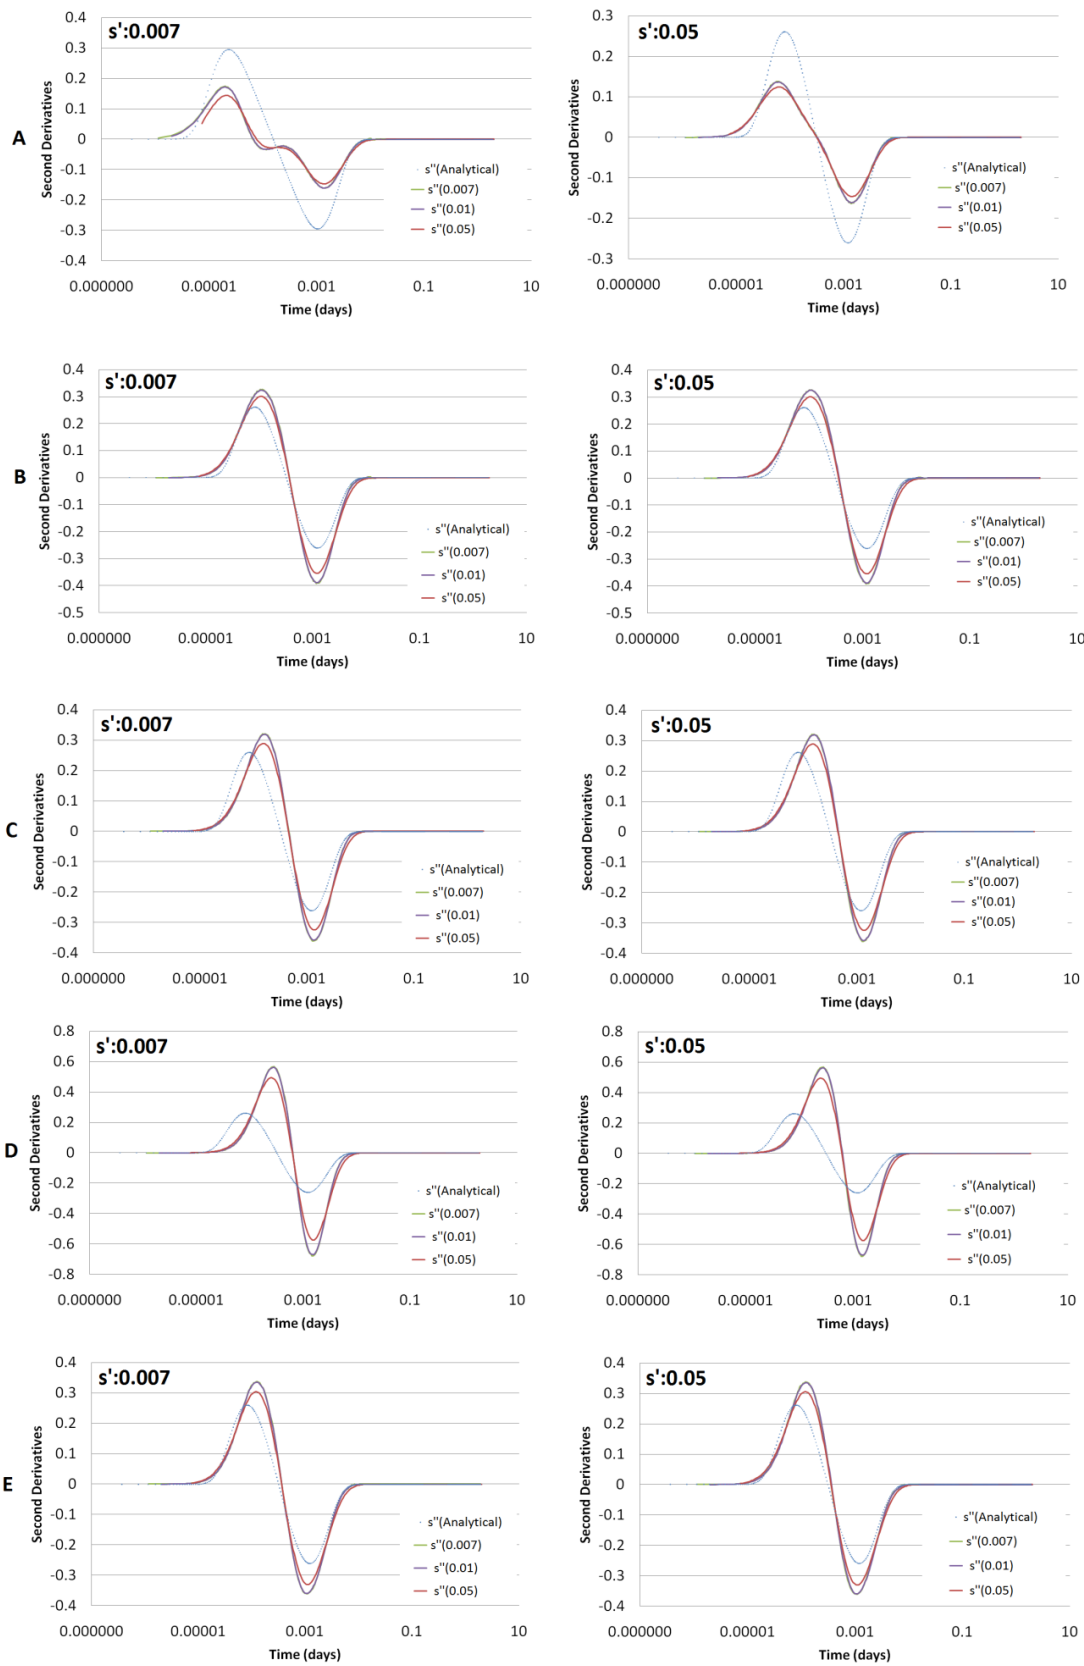 s':0.007
0.4
0.3
0.2
0.1
0
-0.1
-0.2
-0.3
-0.4
Second Derivatives
A
s''(Analytical)
s''(0.007)
s''(0.01)
s''(0.05)
0.000000 0.00001 0.001 0.1 10
Time (days)
s':0.05
0.3
0.2
0.1
0
-0.1
-0.2
0.3
Second Derivatives
s''(Analytical)
s''(0.007)
s''(0.01)
s''(0.05)
0.000000 0.00001 0.001 0.1 10
Time (days)
s':0.007
0.4
0.3
0.2
0.1
0
-0.1
-0.2
-0.3
-0.4
-0.5
Second Derivatives
B
s''(Analytical)
s''(0.007)
s''(0.01)
s''(0.05)
0.000000 0.00001 0.001 0.1 10
Time (days)
s':0.05
0.4
0.3
0.2
0.1
0
-0.1
-0.2
-0.3
-0.4
-0.5
Second Derivatives
s''(Analytical)
s''(0.007)
s''(0.01)
s''(0.05)
0.000000 0.00001 0.001 0.1 10
Time (days)
s':0.007
0.4
0.3
0.2
0.1
0
-0.1
-0.2
-0.3
-0.4
Second Derivatives
C
s''(Analytical)
s''(0.007)
s''(0.01)
s''(0.05)
0.000000 0.00001 0.001 0.1 10
Time (days)
s':0.05
0.4
0.3
0.2
0.1
0
-0.1
-0.2
-0.3
-0.4
Second Derivatives
s''(Analytical)
s''(0.007)
s''(0.01)
s''(0.05)
0.000000 0.00001 0.001 0.1 10
Time (days)
s':0.007
0.8
0.6
0.4
0.2
0
-0.2
-0.4
-0.6
-0.8
Second Derivatives
D
s''(Analytical)
s''(0.007)
s''(0.01)
s''(0.05)
0.000000 0.00001 0.001 0.1 10
Time (days)
s':0.05
0.8
0.6
0.4
0.2
0
-0.2
-0.4
-0.6
-0.8
Second Derivatives
s''(Analytical)
s''(0.007)
s''(0.01)
s''(0.05)
0.000000 0.00001 0.001 0.1 10
Time (days)
s':0.007
0.4
0.3
0.2
0.1
0
-0.1
-0.2
-0.3
-0.4
Second Derivatives
E
s''(Analytical)
s''(0.007)
s''(0.01)
s''(0.05)
0.000000 0.00001 0.001 0.1 10
Time (days)
s':0.05
0.4
0.3
0.2
0.1
0
-0.1
-0.2
-0.3
-0.4
Second Derivatives
s''(Analytical)
s''(0.007)
s''(0.01)
s''(0.05)
0.000000 0.00001 0.001 0.1 10
Time (days)